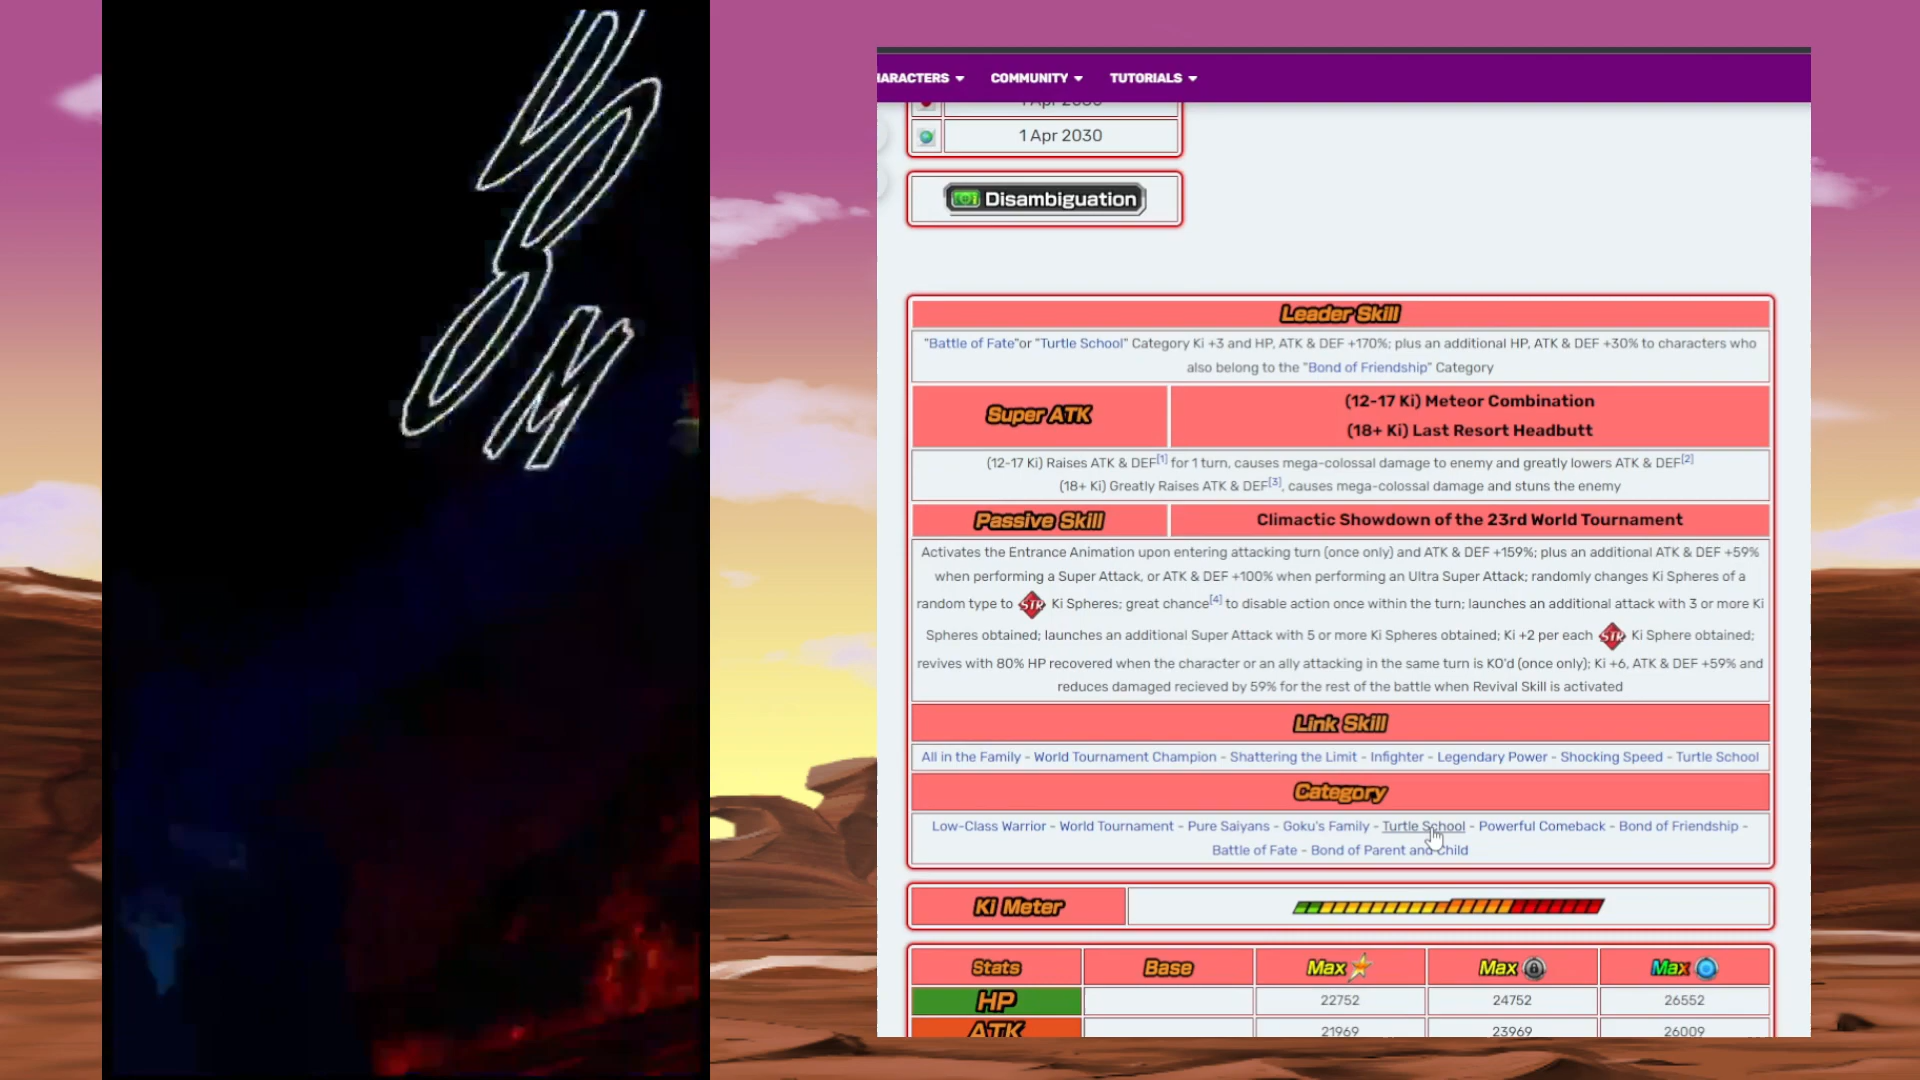 HARACTERS COMMUNITY TUTORIALS
1 Apr 2030
1 Apr 2030
Disambiguation
Leader Skill
"Battle of Fate"or "Turtle School" Category Ki +3 and HP, ATK & DEF +170%; plus an additional HP, ATK & DEF +30% to characters who
also belong to the "Bond of Friendship" Category
Super ATK
(12-17 Ki) Meteor Combination
(18+ Ki) Last Resort Headbutt
(12-17 Ki) Raises ATK & DEF[1] for 1 turn, causes mega-colossal damage to enemy and greatly lowers ATK & DEF[2]
(18+ Ki) Greatly Raises ATK & DEF[3], causes mega-colossal damage and stuns the enemy
Passive Skill
Climactic Showdown of the 23rd World Tournament
Activates the Entrance Animation upon entering attacking turn (once only) and ATK & DEF +159%; plus an additional ATK & DEF +59%
when performing a Super Attack, or ATK & DEF +100% when performing an Ultra Super Attack; randomly changes Ki Spheres of a
random type to STR Ki Spheres; great chance[4] to disable action once within the turn; launches an additional attack with 3 or more Ki
Spheres obtained; launches an additional Super Attack with 5 or more Ki Spheres obtained; Ki +2 per each STR Ki Sphere obtained;
revives with 80% HP recovered when the character or an ally attacking in the same turn is KO'd (once only); Ki +6, ATK & DEF +59% and
reduces damaged recieved by 59% for the rest of the battle when Revival Skill is activated
Link Skill
All in the Family - World Tournament Champion - Shattering the Limit - Infighter - Legendary Power - Shocking Speed - Turtle School
Category
Low-Class Warrior - World Tournament - Pure Saiyans - Goku's Family - Turtle School - Powerful Comeback - Bond of Friendship -
Battle of Fate - Bond of Parent and Child
Ki Meter
Stats Base Max Max Max
HP 22752 24752 26552
ATK 21969 23969 26009